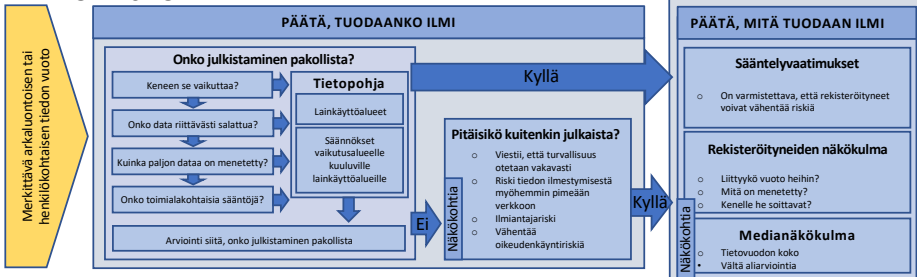 Merkittävä arkaluontoisen tai
henkilökohtaisen tiedon vuoto
PÄÄTÄ, TUODAANKO ILMI
Onko julkistaminen pakollista?
Keneen se vaikuttaa?
Onko data riittävästi salattua?
Kuinka paljon dataa on menetetty?
Onko toimialakohtaisia sääntöjä?
Tietopohja
Lainkäyttöalueet
Säännökset
vaikutusalueelle
kuuluville
lainkäyttöalueille
Arviointi siitä, onko julkistaminen pakollista
Kyllä
Ei
Pitäisikö kuitenkin julkaista?
Näkökohtia
o Viestii, että turvallisuus
otetaan vakavasti
o Riski tiedon ilmestymisestä
myöhemmin pimeään
verkkoon
o Ilmiantajariski
o Vähentää
oikeudenkäyntiriskiä
Kyllä
PÄÄTÄ, MITÄ TUODAAN ILMI
Sääntelyvaatimukset
o On varmistettava, että rekisteröityneet
voivat vähentää riskiä
Rekisteröityneiden näkökulma
o Liittyykö vuoto heihin?
o Mitä on menetetty?
o Kenelle he soittavat?
Näkökohtia
Medianäkökulma
o Tietovuodon koko
• Vältä aliarviointia